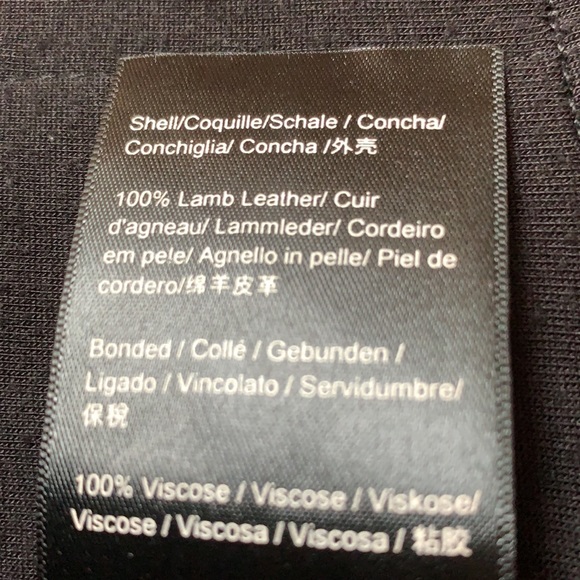 Shell/Coquille/Schale / Concha/
Conchiglia/ Concha /外壳
100% Lamb Leather/ Cuir
d'agneau/ Lammleder/ Cordeiro
em pele/ Agnello in pelle/ Piel de
cordero/绵羊皮革
Bonded / Collé / Gebunden /
Ligado / Vincolato / Servidumbre/
保税
100% Viscose / Viscose / Viskose/
Viscose / Viscosa / Viscosa / 粘胶